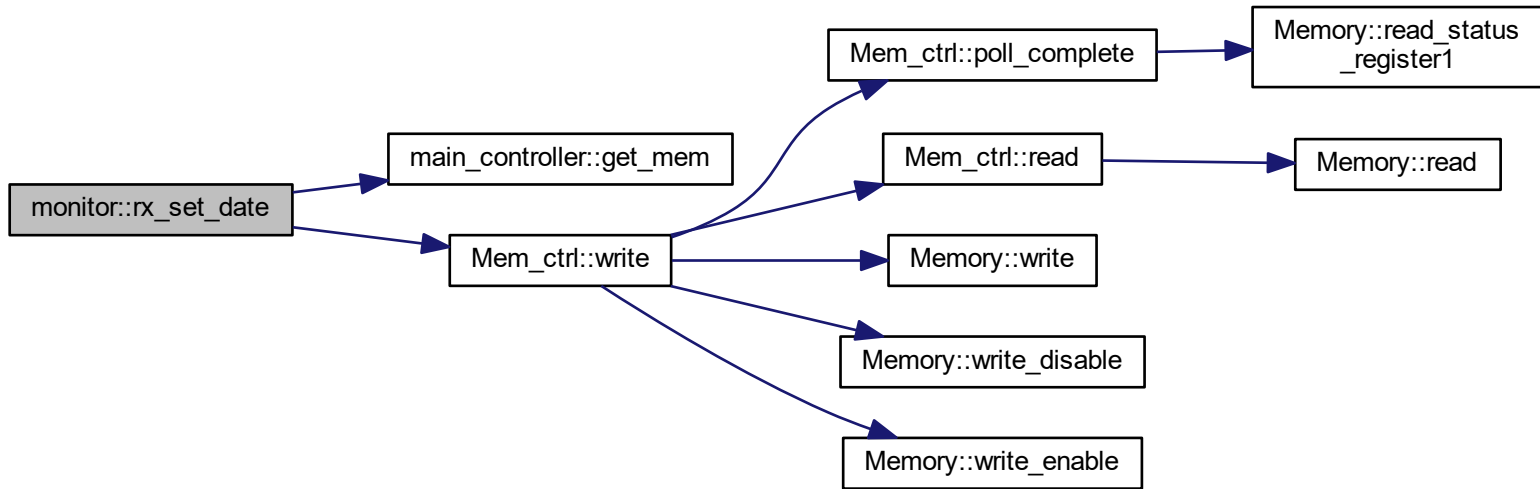 monitor::rx_set_date
main_controller::get_mem
Mem_ctrl::write
Mem_ctrl::poll_complete
Memory::read_status
_register1
Mem_ctrl::read
Memory::read
Memory::write
Memory::write_disable
Memory::write_enable